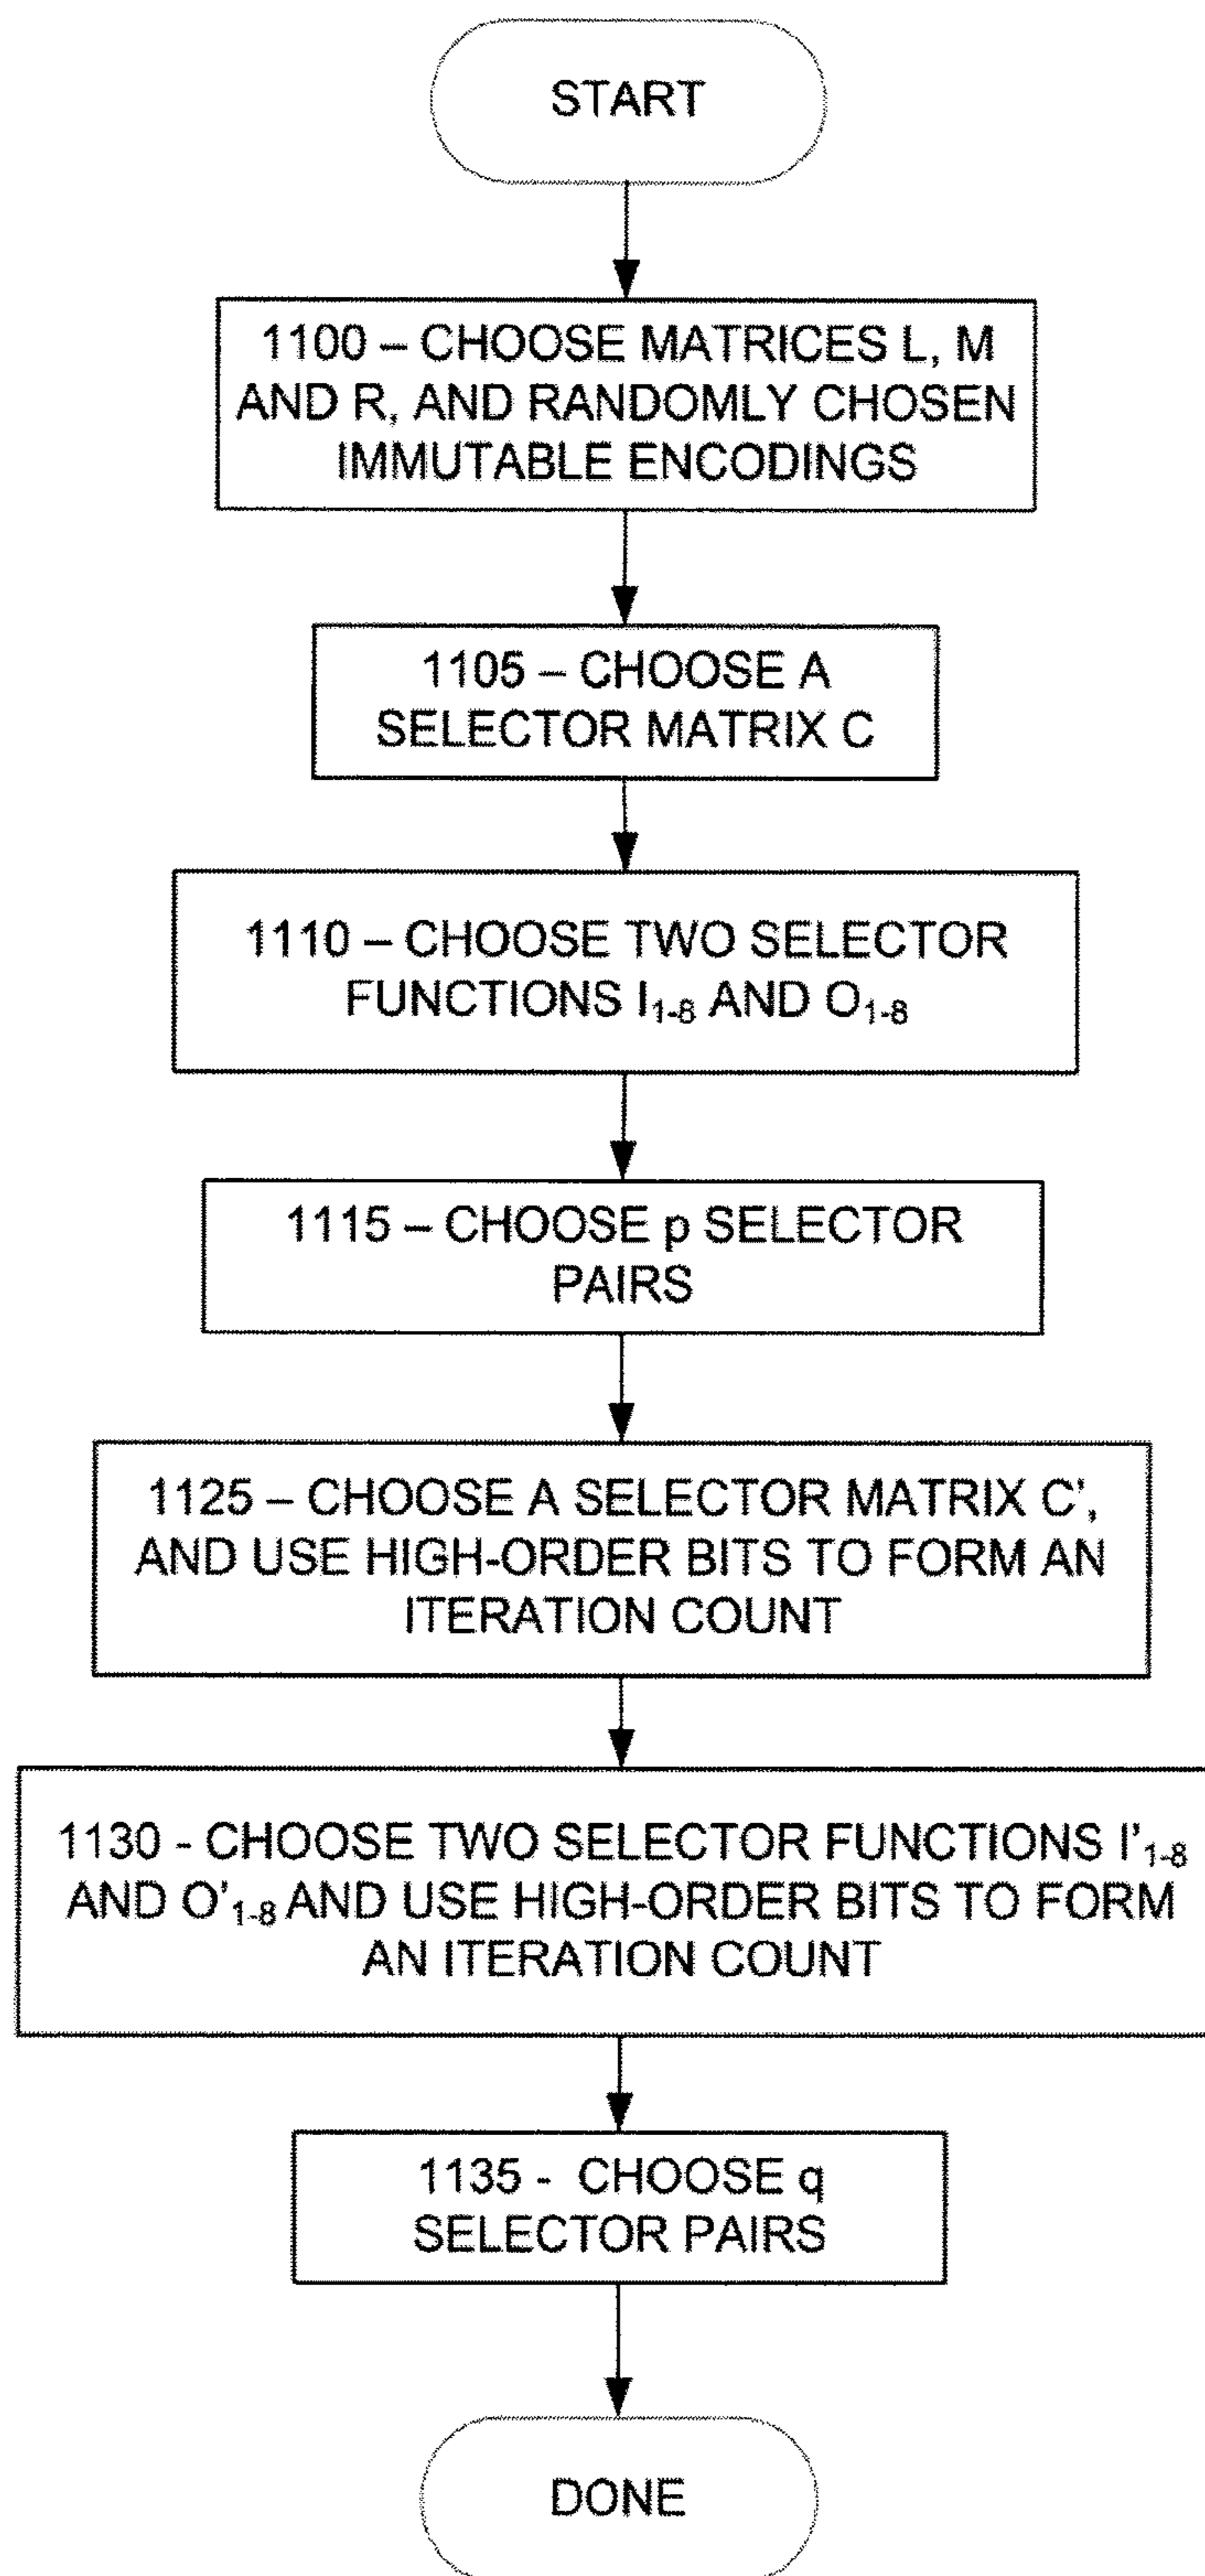 START
1100 – CHOOSE MATRICES L, M
AND R, AND RANDOMLY CHOSEN
IMMUTABLE ENCODINGS
1105 – CHOOSE A
SELECTOR MATRIX C
1110 – CHOOSE TWO SELECTOR
FUNCTIONS I₁₋₈ AND O₁₋₈
1115 – CHOOSE p SELECTOR
PAIRS
1125 – CHOOSE A SELECTOR MATRIX C’,
AND USE HIGH-ORDER BITS TO FORM AN
ITERATION COUNT
1130 - CHOOSE TWO SELECTOR FUNCTIONS I’₁₋₈
AND O’₁₋₈ AND USE HIGH-ORDER BITS TO FORM
AN ITERATION COUNT
1135 - CHOOSE q
SELECTOR PAIRS
DONE